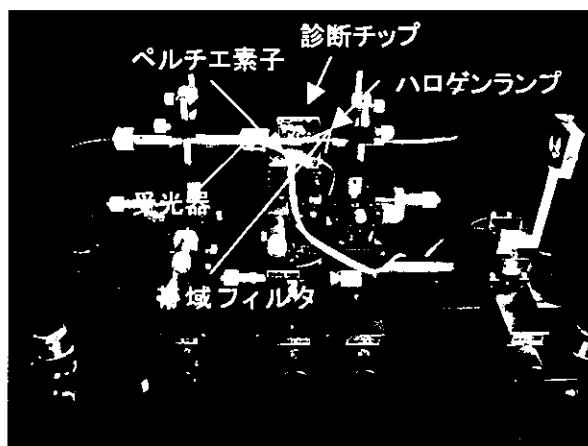 診断チップ
ペルチエ素子
ハロゲンランプ
受光器
帯域フィルタ